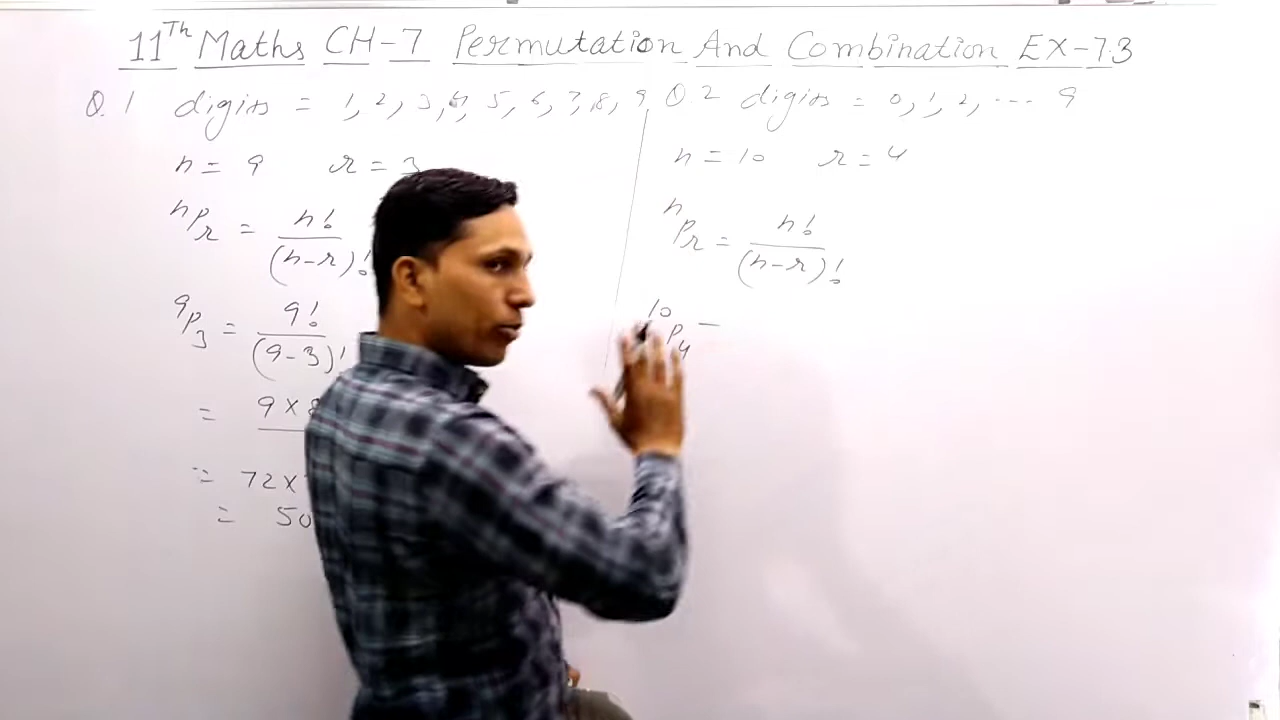 11Th Maths CH-7 Permutation And Combination EX-7.3
Q.1 digits = 1, 2, 3, 4, 5, 6, 7, 8, 9
n = 9 r = 3
nPr = n! / (n-r)!
9P3 = 9! / (9-3)!
= 9 × 8
= 72 ×
= 50
Q.2 digits = 0, 1, 2, .... 9
n = 10 r = 4
nPr = n! / (n-r)!
10P4 –